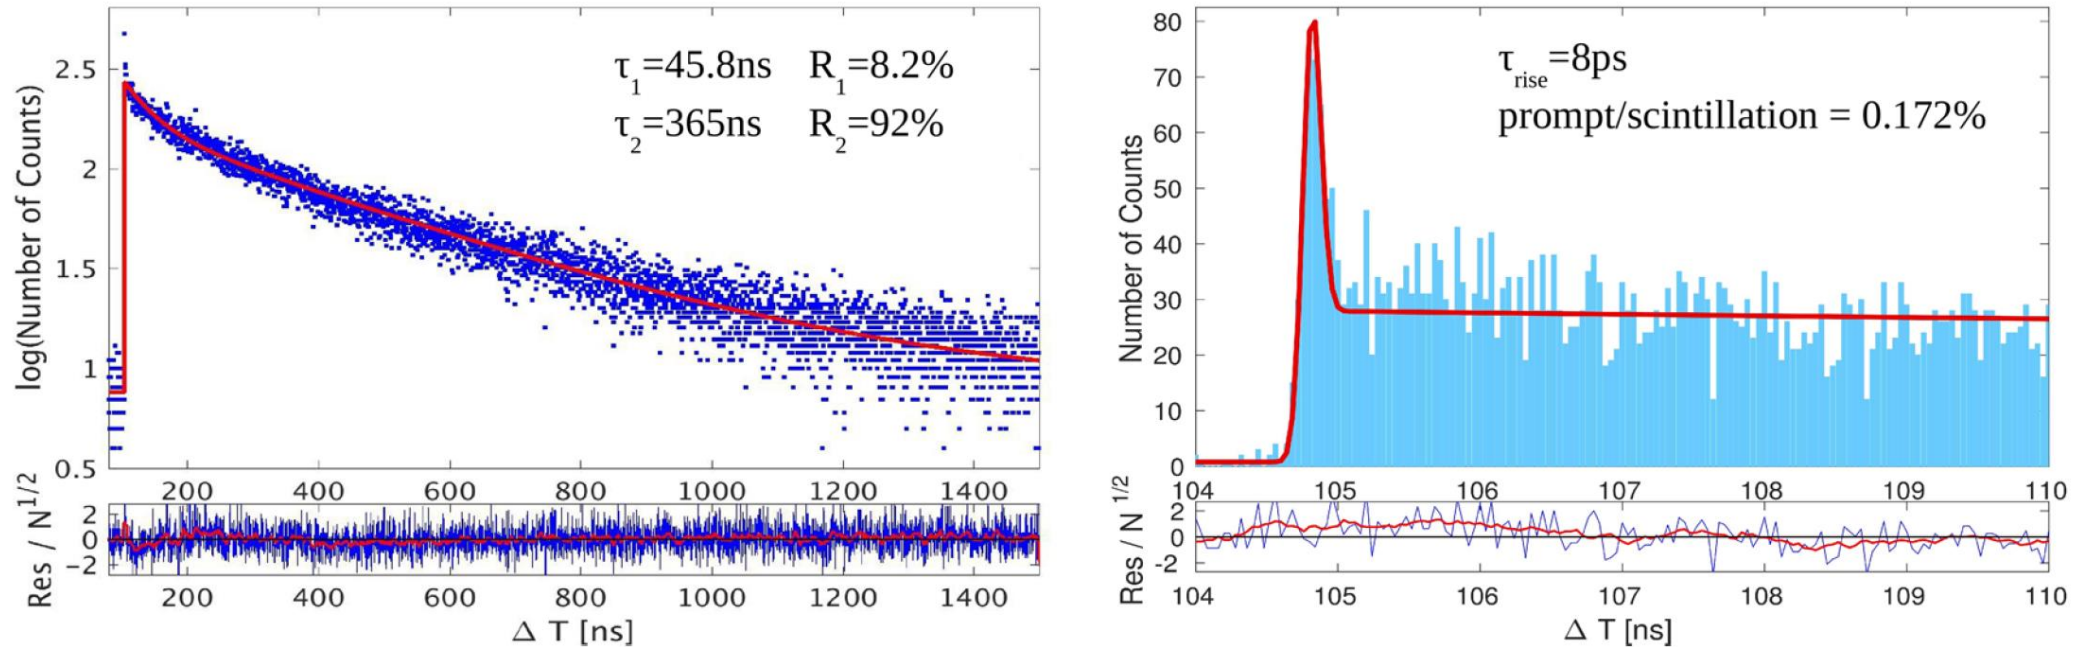 τ1=45.8ns R1=8.2%
τ2=365ns R2=92%
log(Number of Counts)
2.5
2
1.5
1
0.5
200 400 600 800 1000 1200 1400
Res / N1/2
2
0
−2
200 400 600 800 1000 1200 1400
Δ T [ns]
τrise=8ps
prompt/scintillation = 0.172%
Number of Counts
80
70
60
50
40
30
20
10
0
104 105 106 107 108 109 110
Res / N 1/2
2
0
-2
104 105 106 107 108 109 110
Δ T [ns]